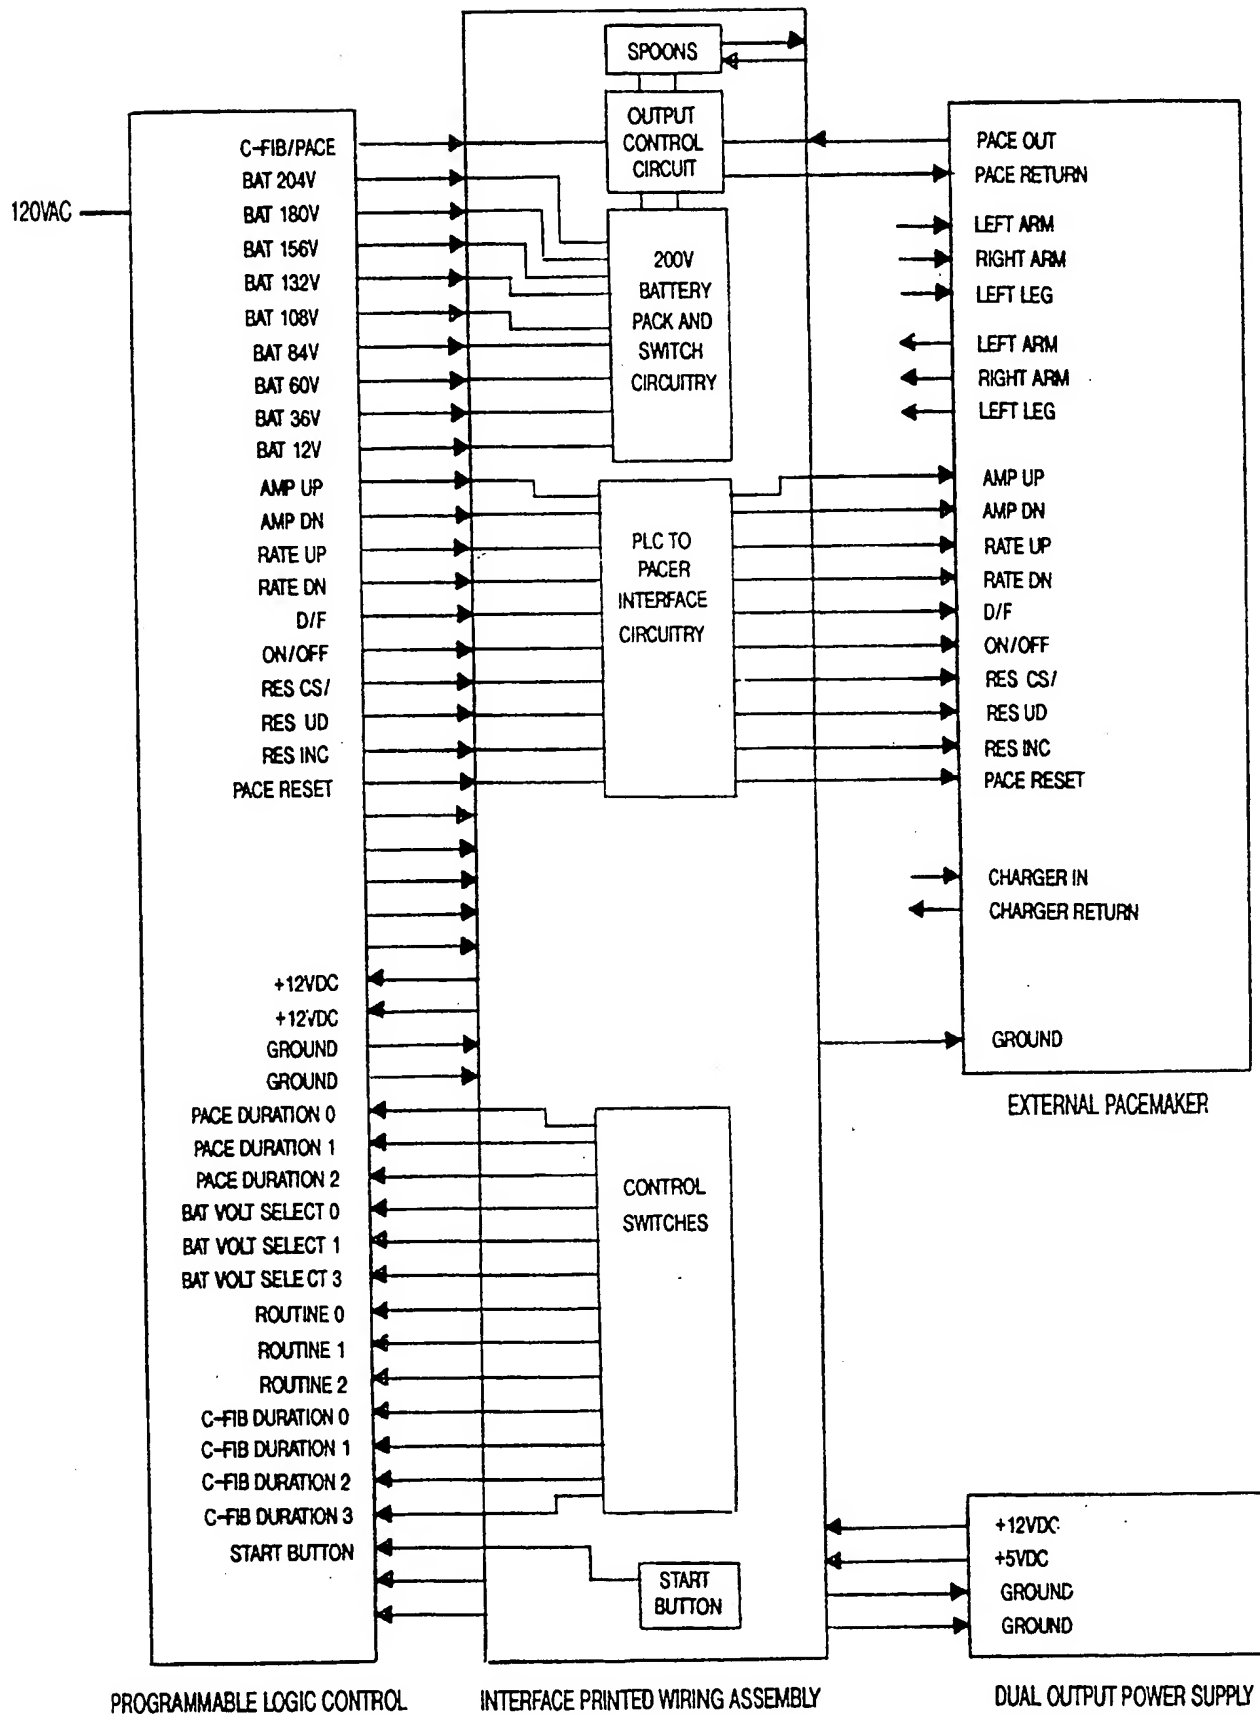 120VAC
C-FIB/PACE
BAT 204V
BAT 180V
BAT 156V
BAT 132V
BAT 108V
BAT 84V
BAT 60V
BAT 36V
BAT 12V
AMP UP
AMP DN
RATE UP
RATE DN
D/F
ON/OFF
RES CS/
RES UD
RES INC
PACE RESET
+12VDC
+12VDC
GROUND
GROUND
PACE DURATION 0
PACE DURATION 1
PACE DURATION 2
BAT VOLT SELECT 0
BAT VOLT SELECT 1
BAT VOLT SELECT 3
ROUTINE 0
ROUTINE 1
ROUTINE 2
C-FIB DURATION 0
C-FIB DURATION 1
C-FIB DURATION 2
C-FIB DURATION 3
START BUTTON
PROGRAMMABLE LOGIC CONTROL
SPOONS
OUTPUT
CONTROL
CIRCUIT
200V
BATTERY
PACK AND
SWITCH
CIRCUITRY
PLC TO
PACER
INTERFACE
CIRCUITRY
CONTROL
SWITCHES
START
BUTTON
INTERFACE PRINTED WIRING ASSEMBLY
PACE OUT
PACE RETURN
LEFT ARM
RIGHT ARM
LEFT LEG
LEFT ARM
RIGHT ARM
LEFT LEG
AMP UP
AMP DN
RATE UP
RATE DN
D/F
ON/OFF
RES CS/
RES UD
RES INC
PACE RESET
CHARGER IN
CHARGER RETURN
GROUND
EXTERNAL PACEMAKER
+12VDC
+5VDC
GROUND
GROUND
DUAL OUTPUT POWER SUPPLY